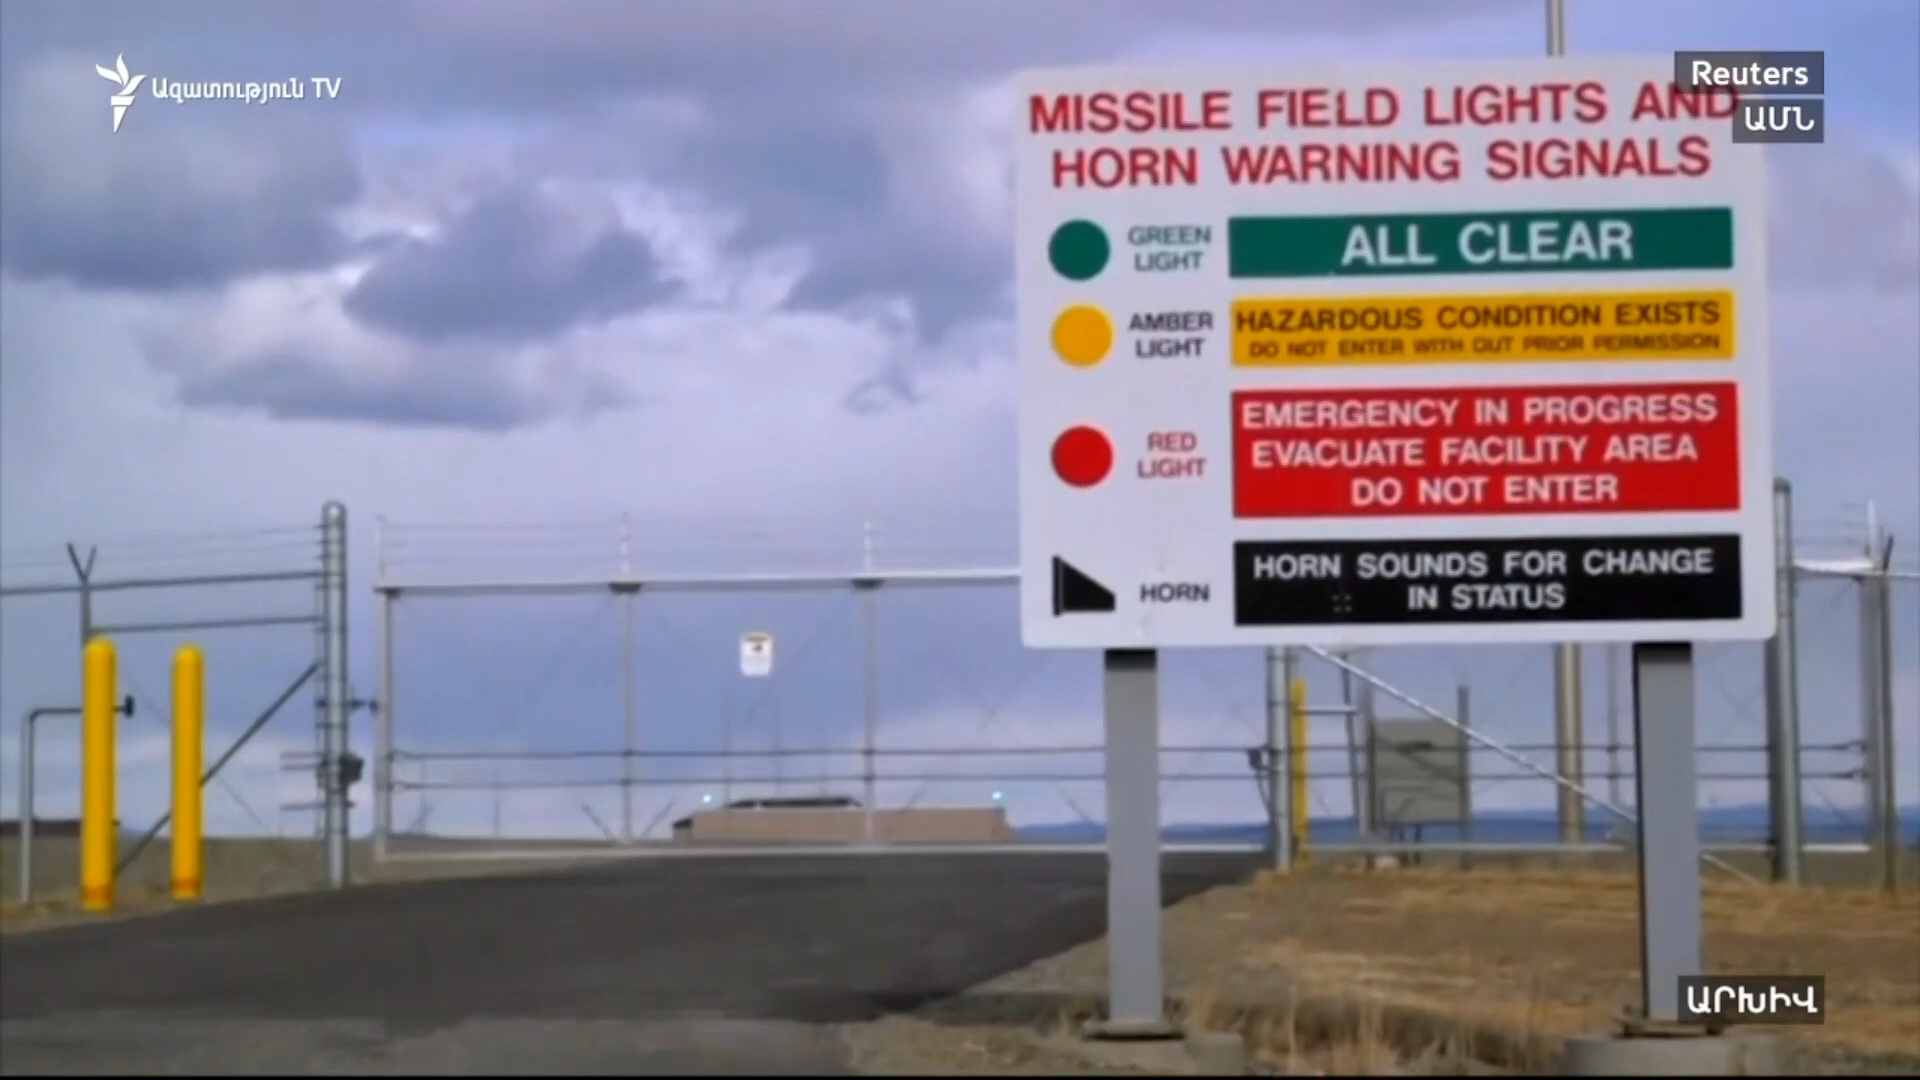 Ազատություն TV
Reuters
ԱՄՆ
MISSILE FIELD LIGHTS AND
HORN WARNING SIGNALS
GREEN
LIGHT
ALL CLEAR
AMBER
LIGHT
HAZARDOUS CONDITION EXISTS
DO NOT ENTER WITH OUT PRIOR PERMISSION
RED
LIGHT
EMERGENCY IN PROGRESS
EVACUATE FACILITY AREA
DO NOT ENTER
HORN
HORN SOUNDS FOR CHANGE
IN STATUS
ԱՐԽԻՎ